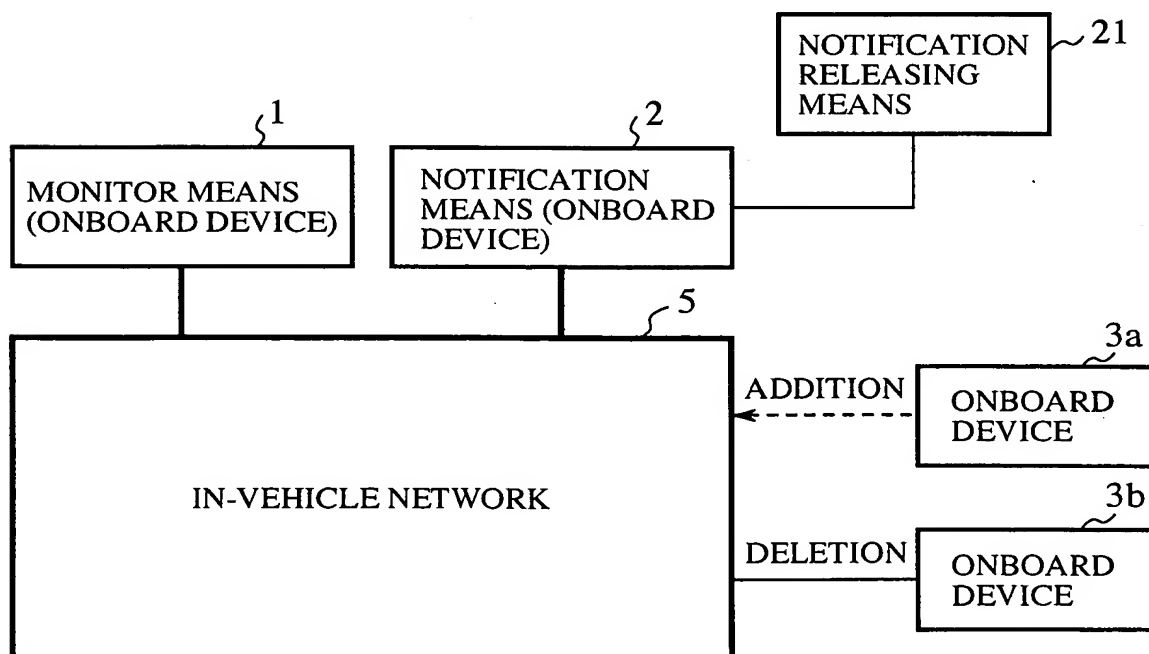 NOTIFICATION
RELEASING
MEANS
21
1
MONITOR MEANS
(ONBOARD DEVICE)
2
NOTIFICATION
MEANS (ONBOARD
DEVICE)
5
IN-VEHICLE NETWORK
ADDITION
3a
ONBOARD
DEVICE
DELETION
3b
ONBOARD
DEVICE